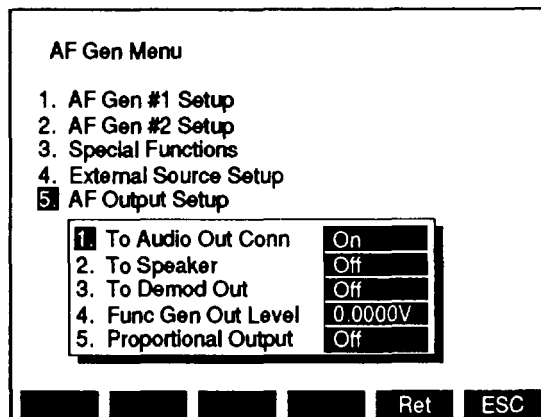 AF Gen Menu
1. AF Gen #1 Setup
2. AF Gen #2 Setup
3. Special Functions
4. External Source Setup
5. AF Output Setup
1. To Audio Out Conn On
2. To Speaker Off
3. To Demod Out Off
4. Func Gen Out Level 0.0000V
5. Proportional Output Off
Ret ESC